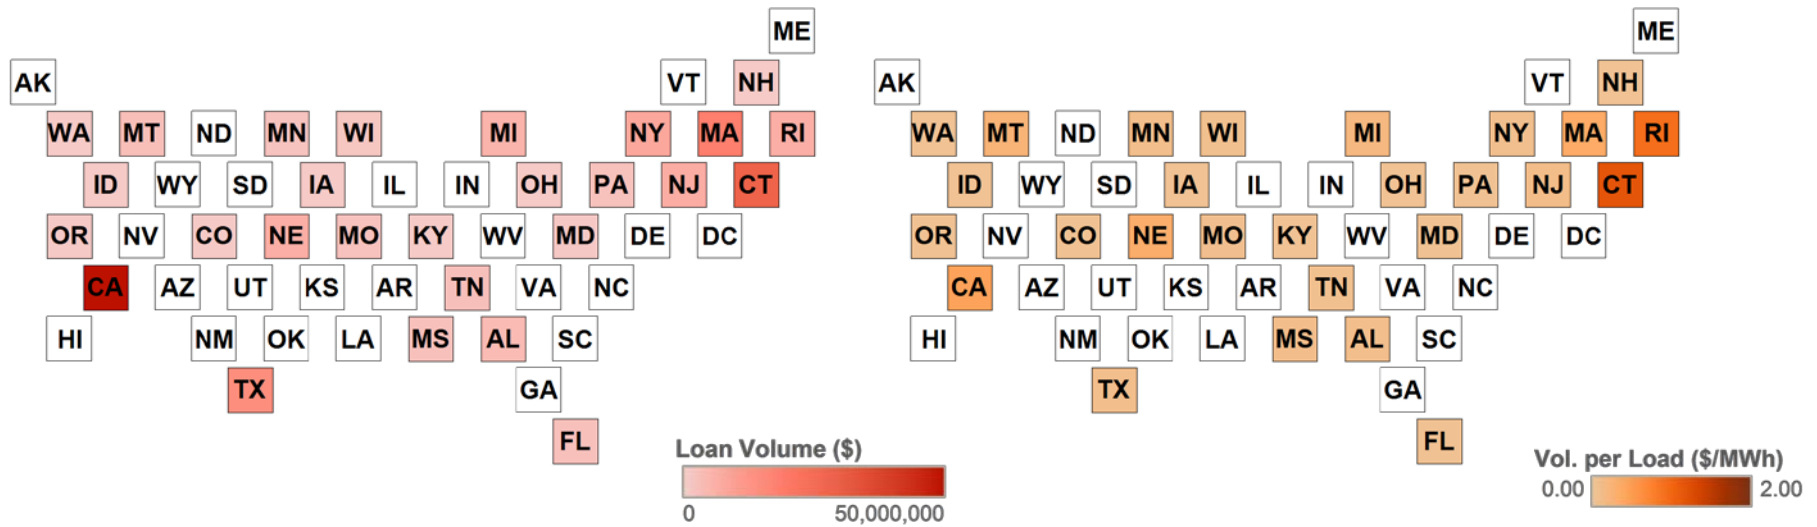 ME
AK VT NH
WA MT ND MN WI MI NY MA RI
ID WY SD IA IL IN OH PA NJ CT
OR NV CO NE MO KY WV MD DE DC
CA AZ UT KS AR TN VA NC
HI NM OK LA MS AL SC
TX GA
FL
Loan Volume ($)
0 50,000,000
ME
AK VT NH
WA MT ND MN WI MI NY MA RI
ID WY SD IA IL IN OH PA NJ CT
OR NV CO NE MO KY WV MD DE DC
CA AZ UT KS AR TN VA NC
HI NM OK LA MS AL SC
TX GA
FL
Vol. per Load ($/MWh)
0.00 2.00